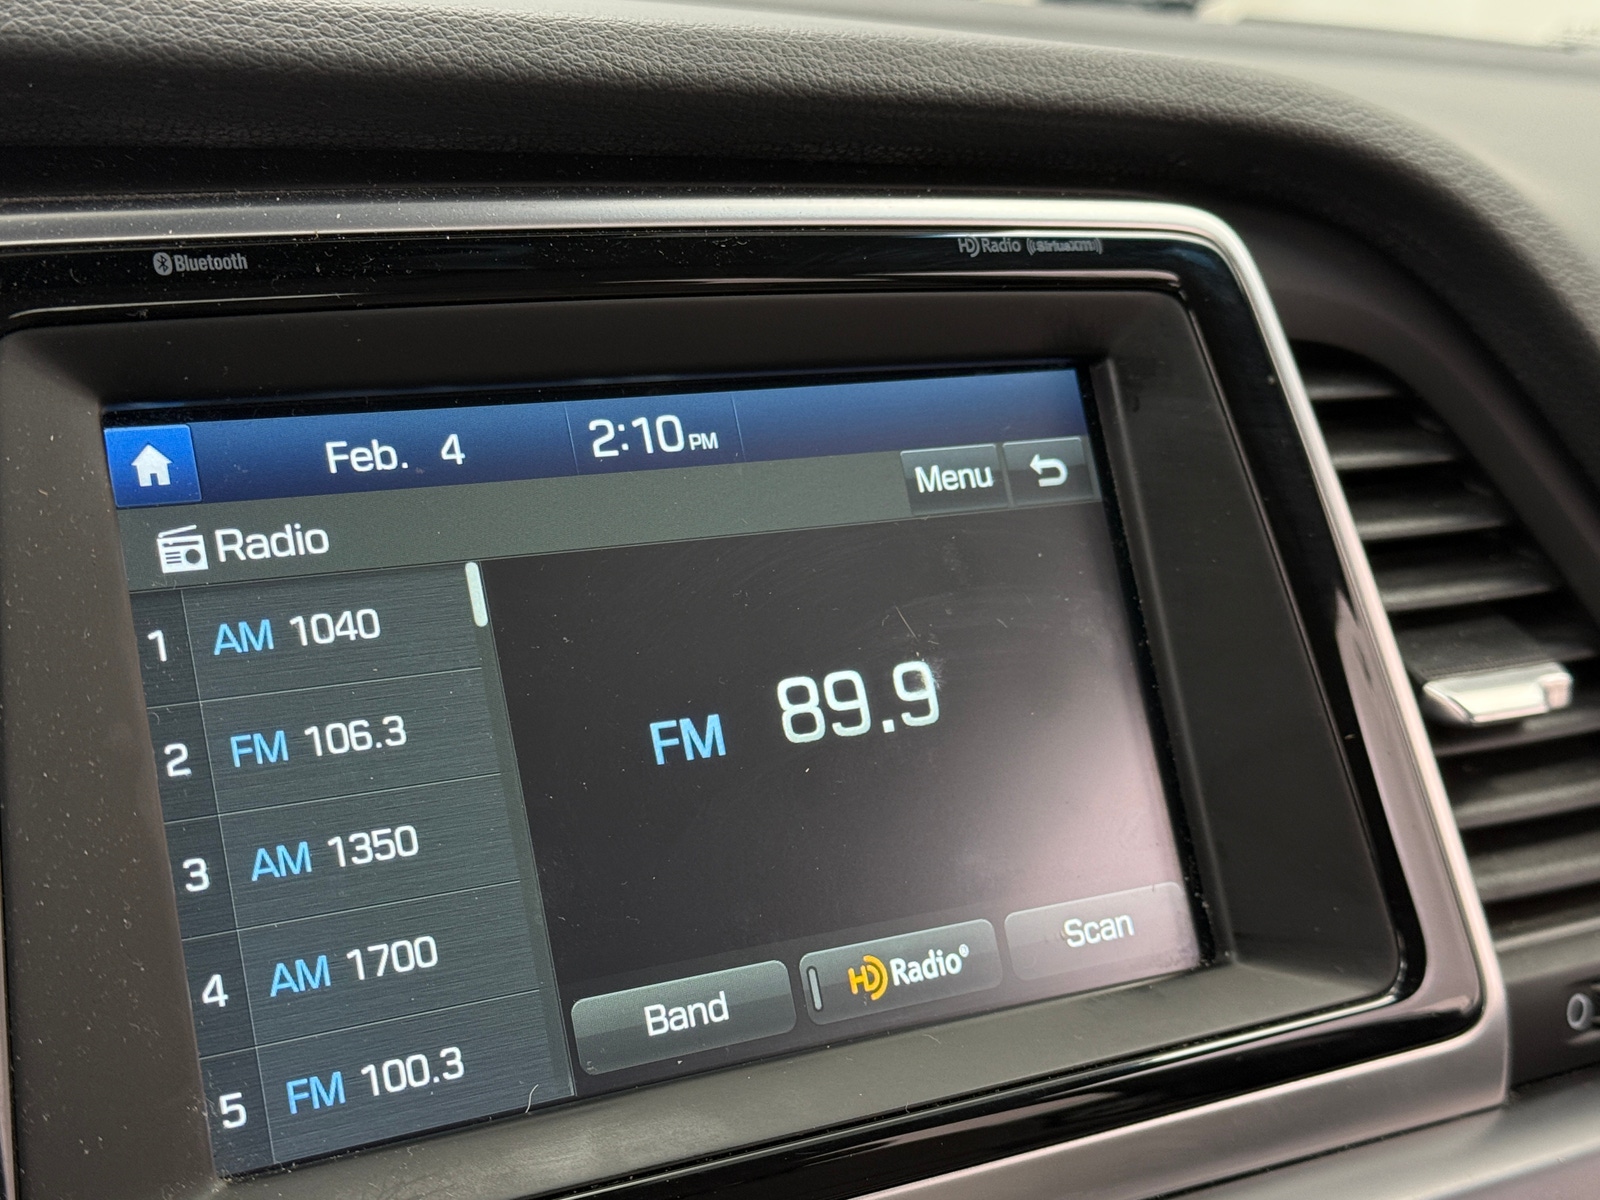 Bluetooth
HD Radio ((SiriusXM))
Feb. 4 2:10 PM
Menu
Radio
1 AM 1040
2 FM 106.3
3 AM 1350
4 AM 1700
5 FM 100.3
FM 89.9
Band
HD Radio®
Scan